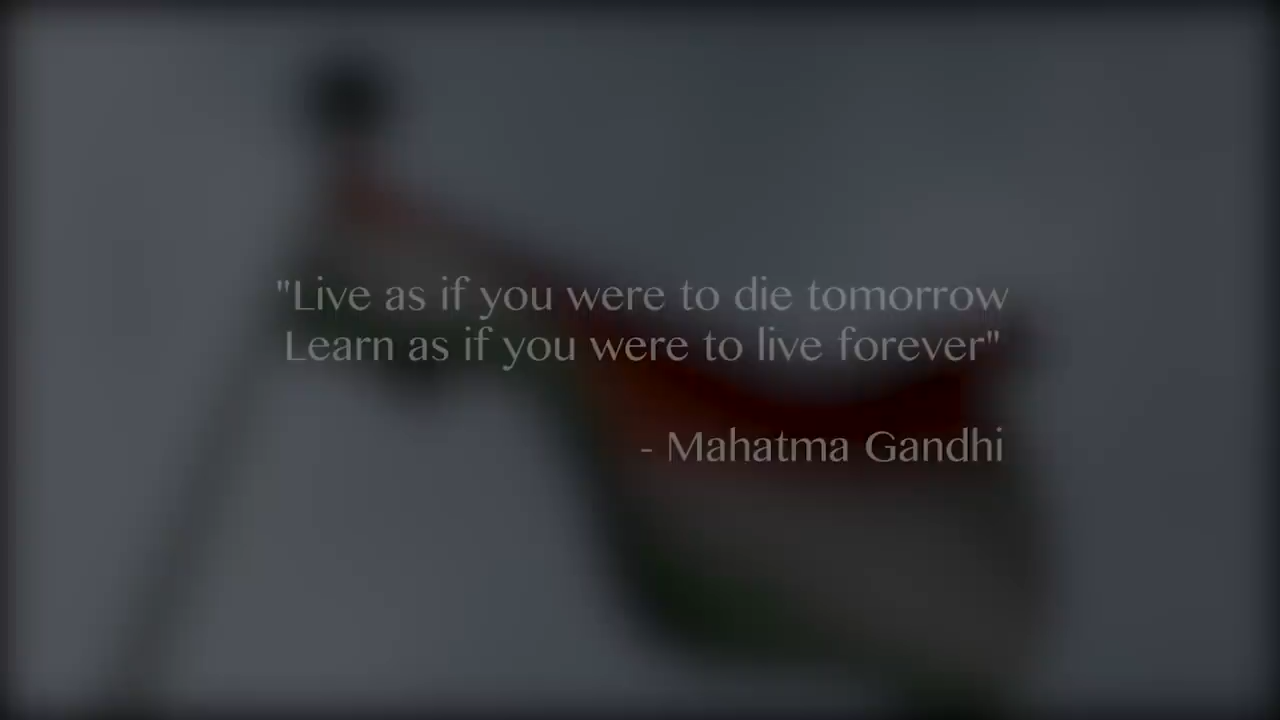 "Live as if you were to die tomorrow
Learn as if you were to live forever"
- Mahatma Gandhi